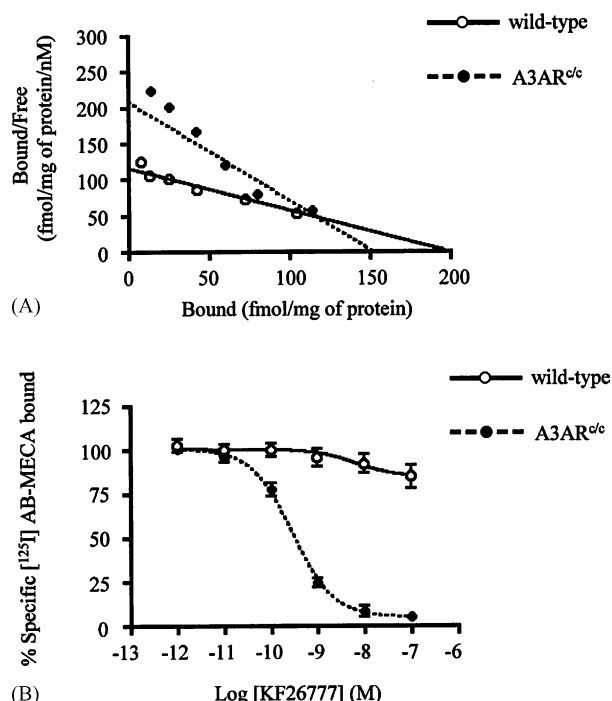 wild-type
A3AR^c/c
Bound/Free
(fmol/mg of protein/nM)
300
250
200
150
100
50
0
0 50 100 150 200
Bound (fmol/mg of protein)
(A)
wild-type
A3AR^c/c
% Specific [¹²⁵I] AB-MECA bound
125
100
75
50
25
0
-13 -12 -11 -10 -9 -8 -7 -6
Log [KF26777] (M)
(B)